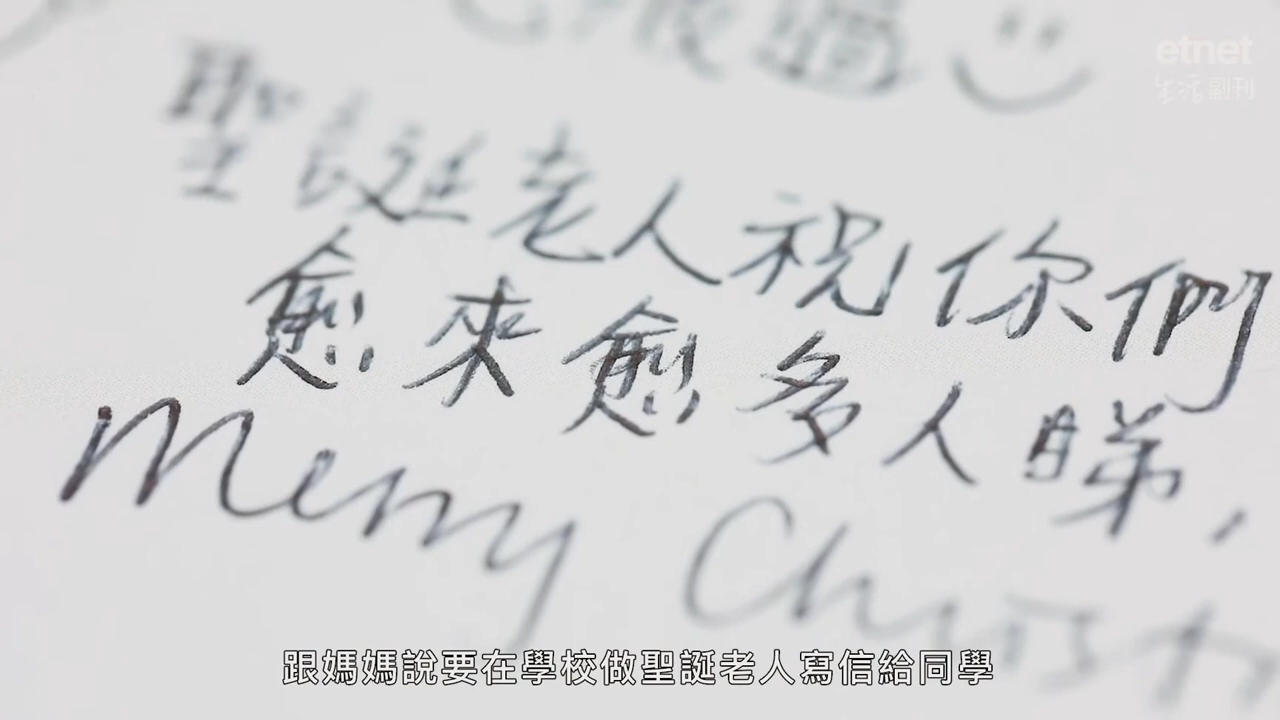 etnet
生活副刊
聖誕老人祝你們
愈來愈多人睇,
Merry Christ
跟媽媽說要在學校做聖誕老人寫信給同學